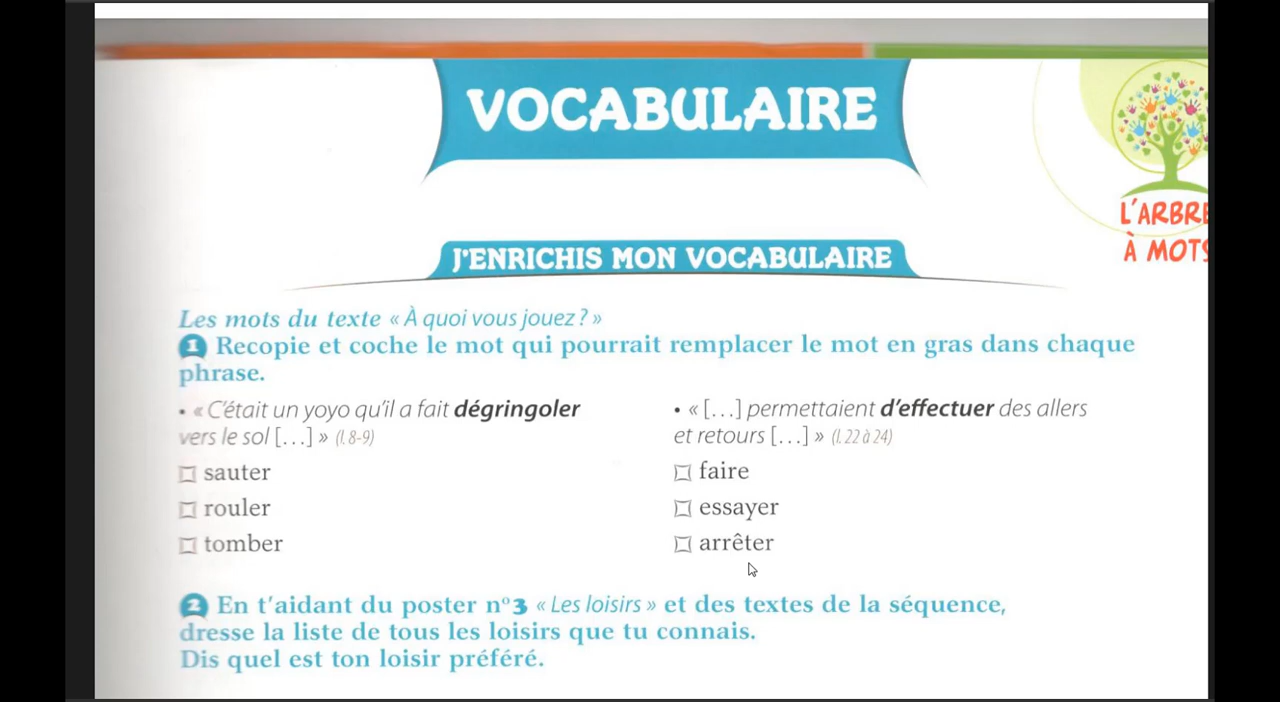 VOCABULAIRE
L'ARBRE
À MOTS
J'ENRICHIS MON VOCABULAIRE
Les mots du texte « À quoi vous jouez ? »
1 Recopie et coche le mot qui pourrait remplacer le mot en gras dans chaque
phrase.
• « C'était un yoyo qu'il a fait dégringoler
vers le sol [...] » (l. 8-9)
sauter
rouler
tomber
• « [...] permettaient d'effectuer des allers
et retours [...] » (l. 22 à 24)
faire
essayer
arrêter
2 En t'aidant du poster n°3 « Les loisirs » et des textes de la séquence,
dresse la liste de tous les loisirs que tu connais.
Dis quel est ton loisir préféré.